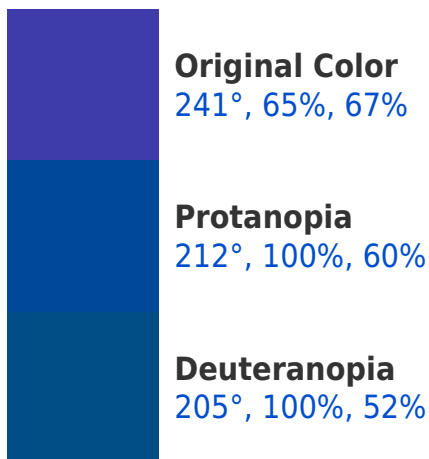 Original Color
241°, 65%, 67%
Protanopia
212°, 100%, 60%
Deuteranopia
205°, 100%, 52%